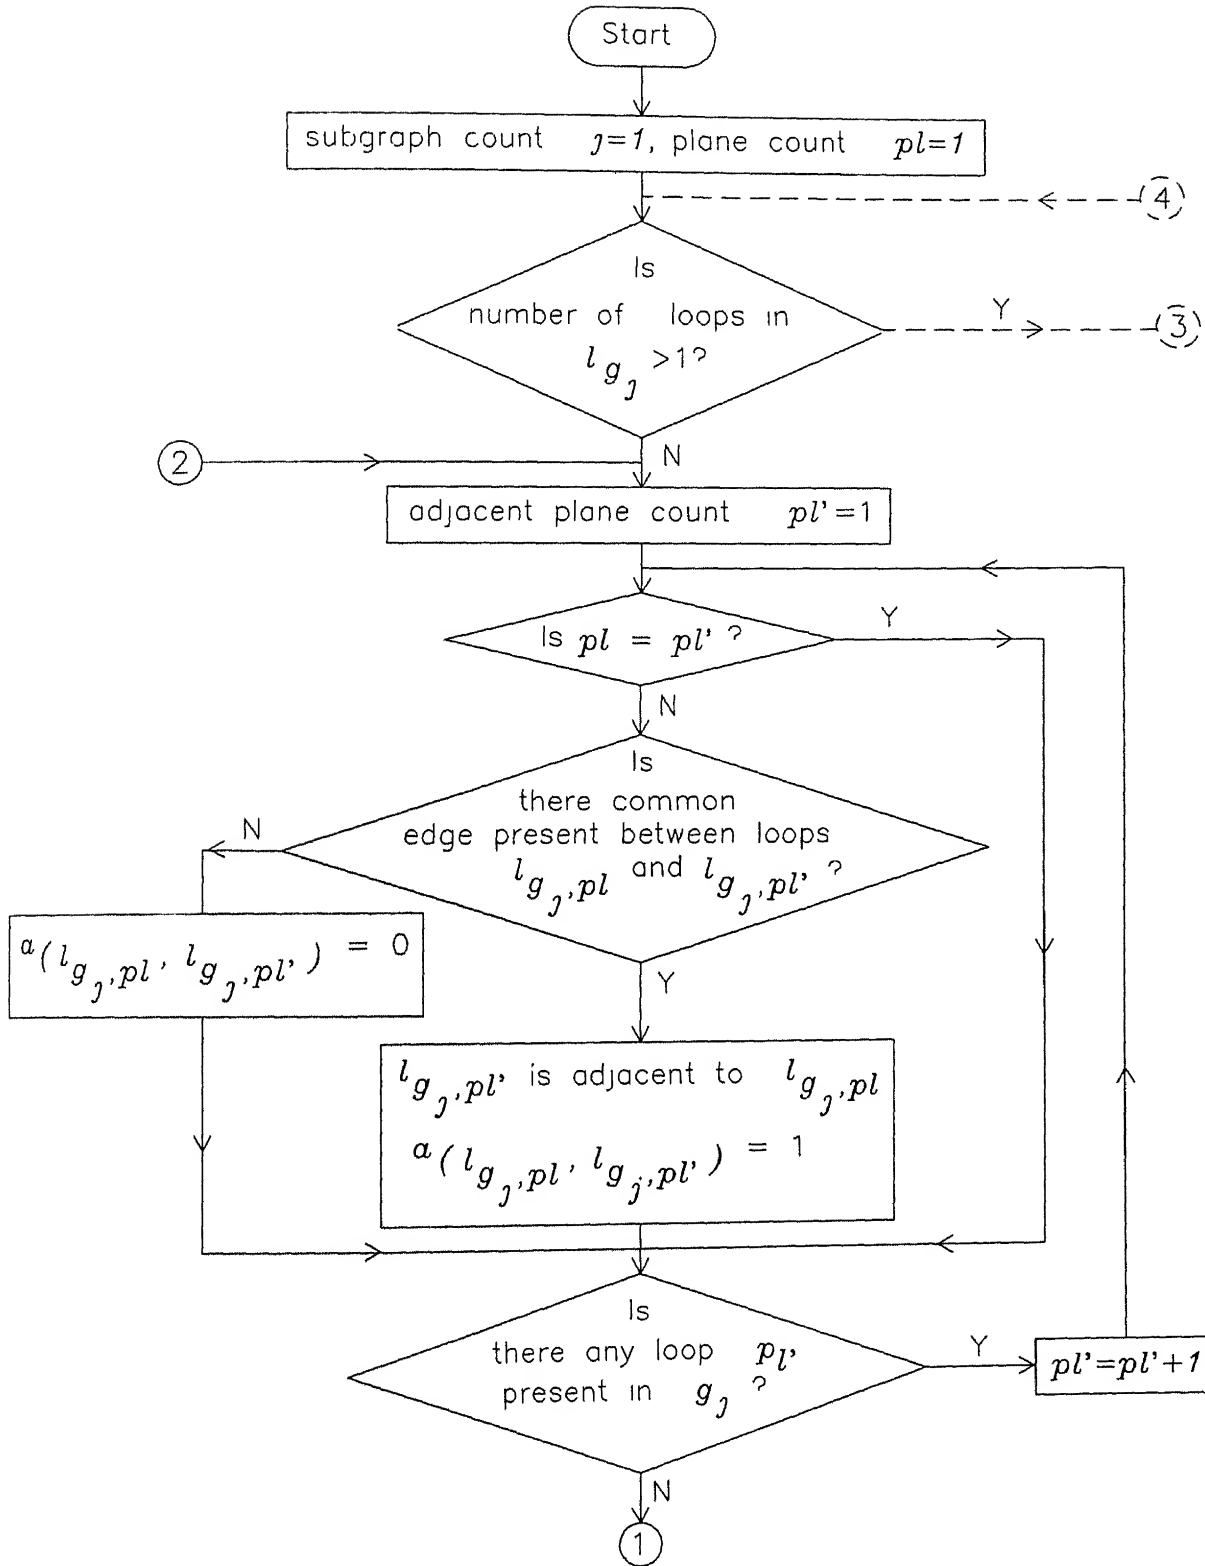 Start
subgraph count j=1, plane count pl=1
4
Is
number of loops in
l g j >1?
Y
3
N
2
adjacent plane count pl'=1
Is pl = pl' ?
Y
N
Is
there common
edge present between loops
l g j,pl and l g j,pl' ?
N
a(l g j,pl, l g j,pl') = 0
Y
l g j,pl' is adjacent to l g j,pl
a(l g j,pl, l g j,pl') = 1
Is
there any loop pl'
present in g j ?
Y
pl'=pl'+1
N
1